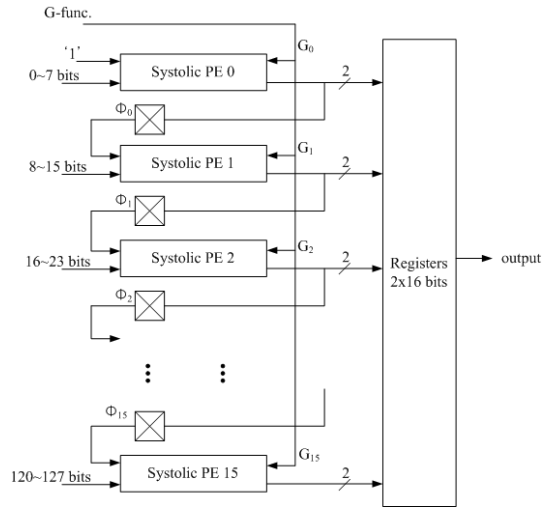 G-func.
G0
‘1’
Systolic PE 0
0~7 bits
2
Φ0
G1
Systolic PE 1
8~15 bits
2
Φ1
G2
Systolic PE 2
16~23 bits
2
Registers
2x16 bits
output
Φ2
Φ15
G15
Systolic PE 15
120~127 bits
2